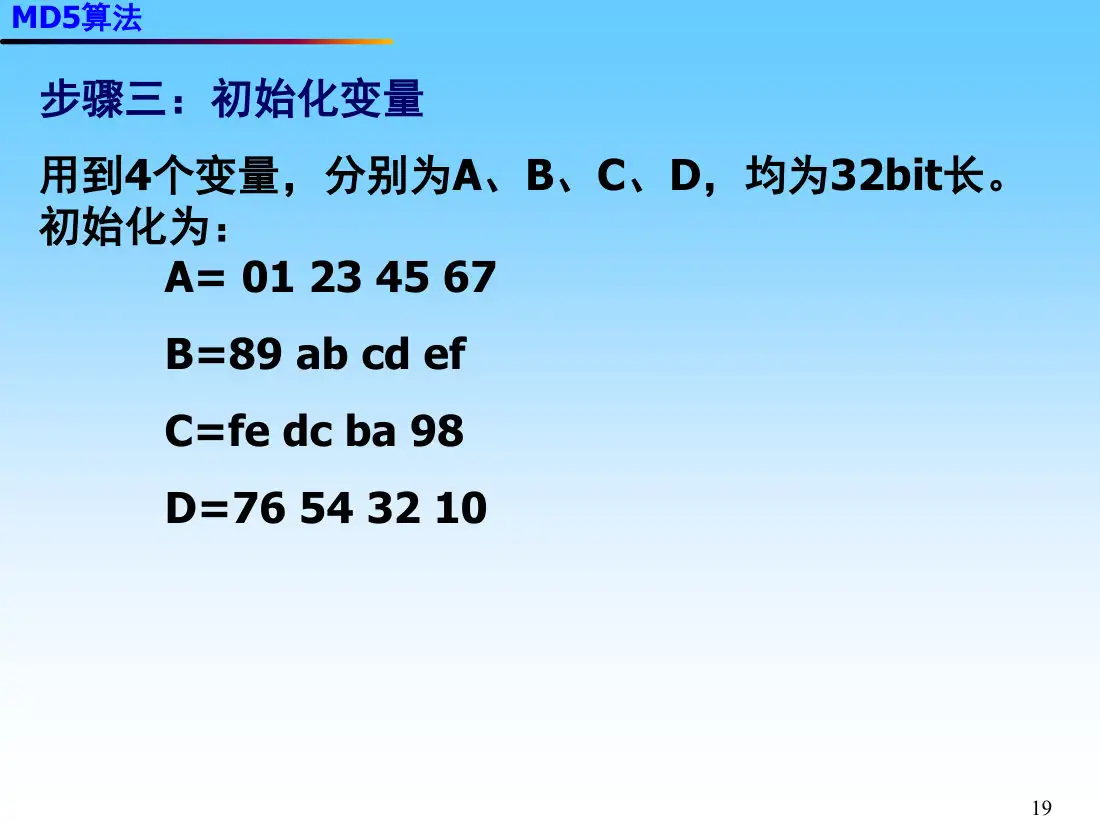 MD5算法
步骤三：初始化变量
用到4个变量，分别为A、B、C、D，均为32bit长。
初始化为：
A= 01 23 45 67
B=89 ab cd ef
C=fe dc ba 98
D=76 54 32 10
19